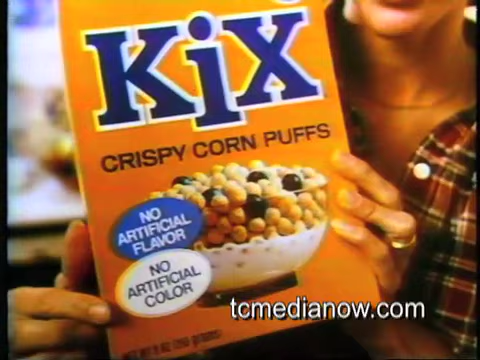 KiX
CRISPY CORN PUFFS
NO
ARTIFICIAL
FLAVOR
NO
ARTIFICIAL
COLOR
tcmedianow.com